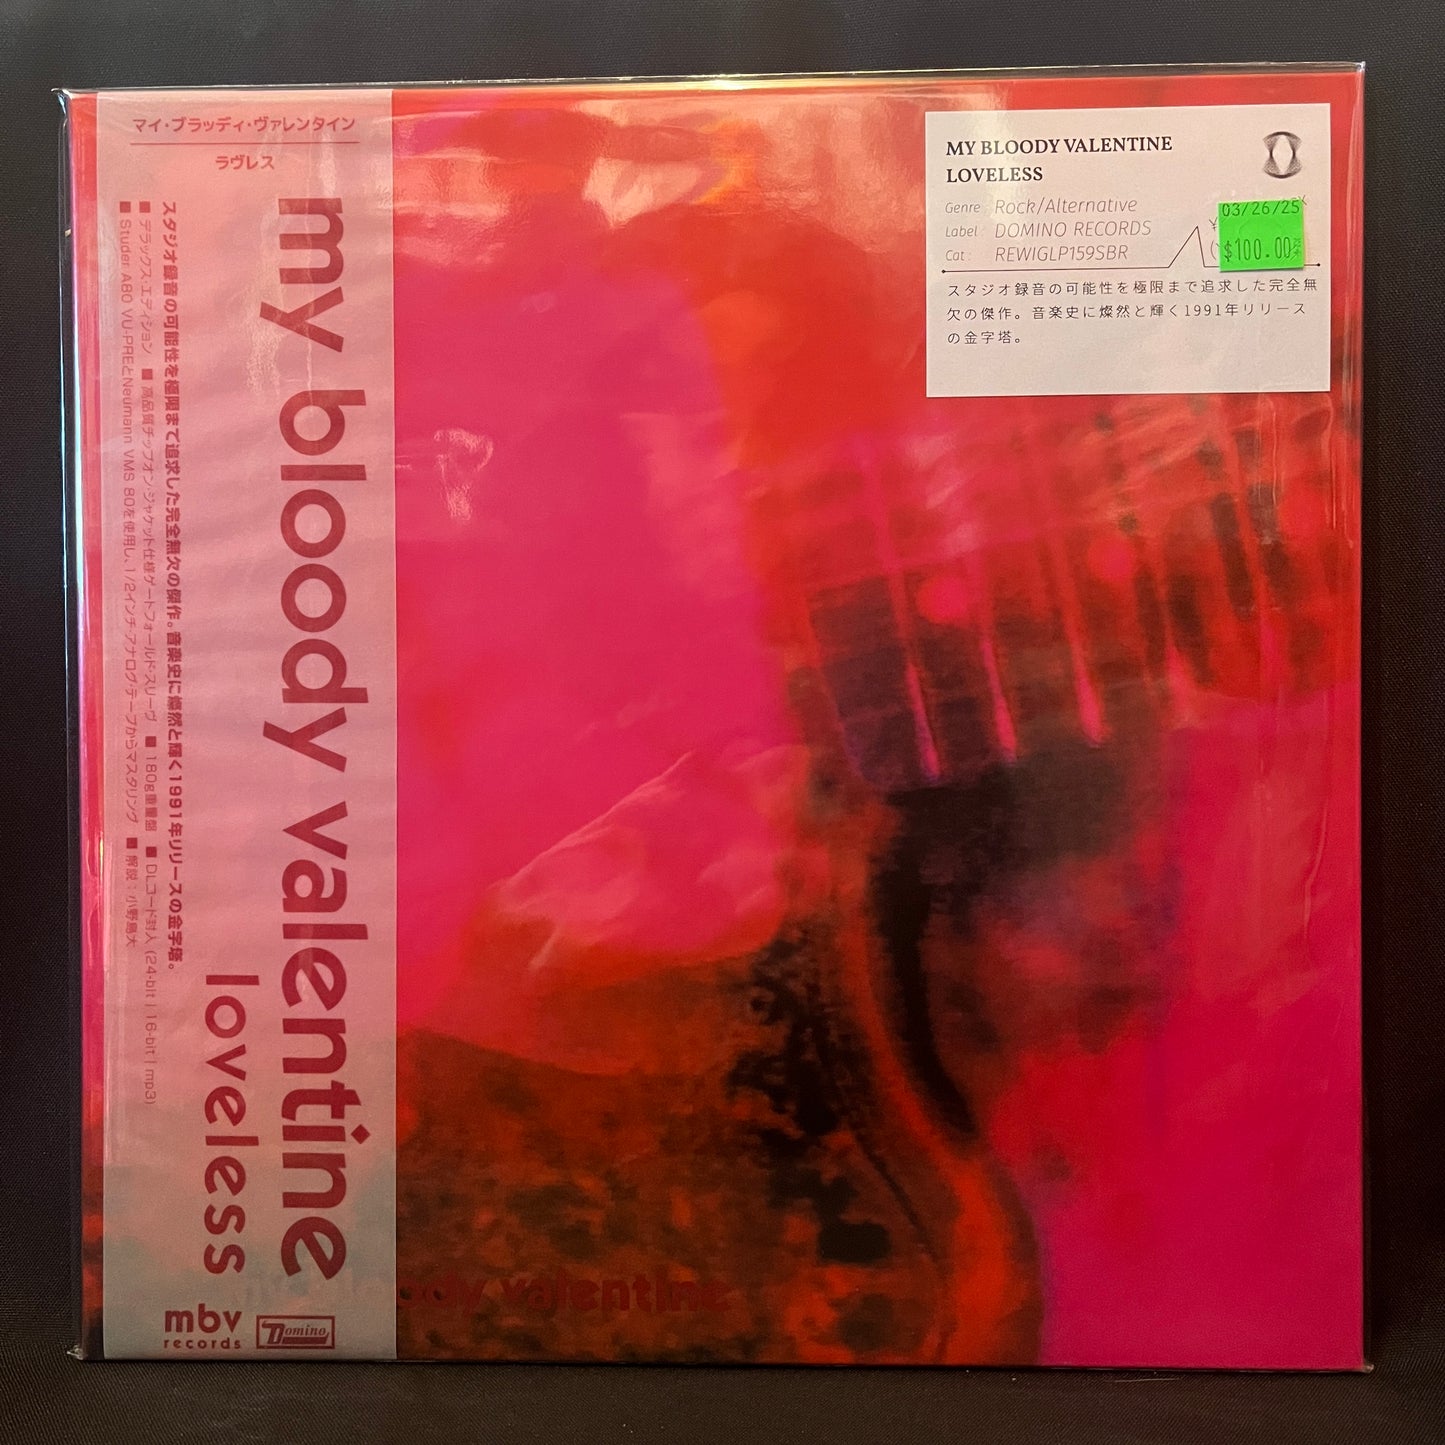 マイ・ブラッディ・ヴァレンタイン
ラヴレス
my bloody valentine
loveless
スタジオ録音の可能性を極限まで追求した完全無欠の傑作。音楽史に燦然と輝く1991年リリースの金字塔。
■ デラックス・エディション ■ 高品質チップオン・ジャケット仕様ゲートフォールド・スリーヴ ■ 180g重量盤 ■ DLコード封入 (24-bit | 16-bit | mp3)
■ Studer A80 VU-PREとNeumann VMS 80を使用し、1/2インチ・アナログ・テープからマスタリング ■ 解説：小野島大
mbv
records
Domino
valentine
MY BLOODY VALENTINE
LOVELESS
Genre : Rock/Alternative
Label : DOMINO RECORDS
Cat : REWIGLP159SBR
03/26/25
$100.00
スタジオ録音の可能性を極限まで追求した完全無
欠の傑作。音楽史に燦然と輝く1991年リリース
の金字塔。